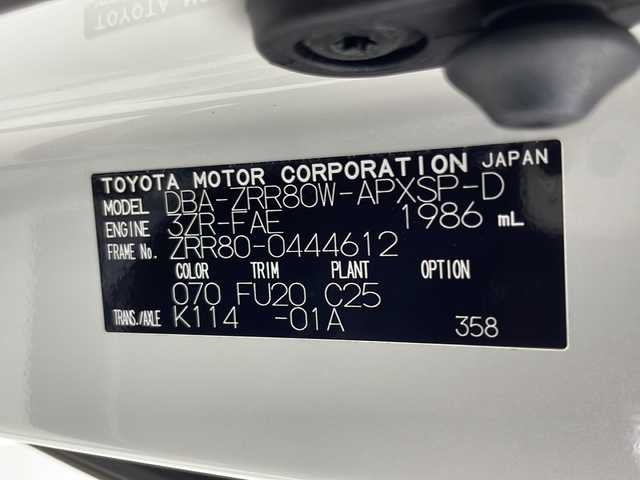 TOYOTA MOTOR CORPORATION JAPAN
MODEL DBA-ZRR80W-APXSP-D
ENGINE 3ZR-FAE 1986 mL
FRAME No. ZRR80-0444612
COLOR TRIM PLANT OPTION
070 FU20 C25
TRANS./AXLE K114 -01A 358